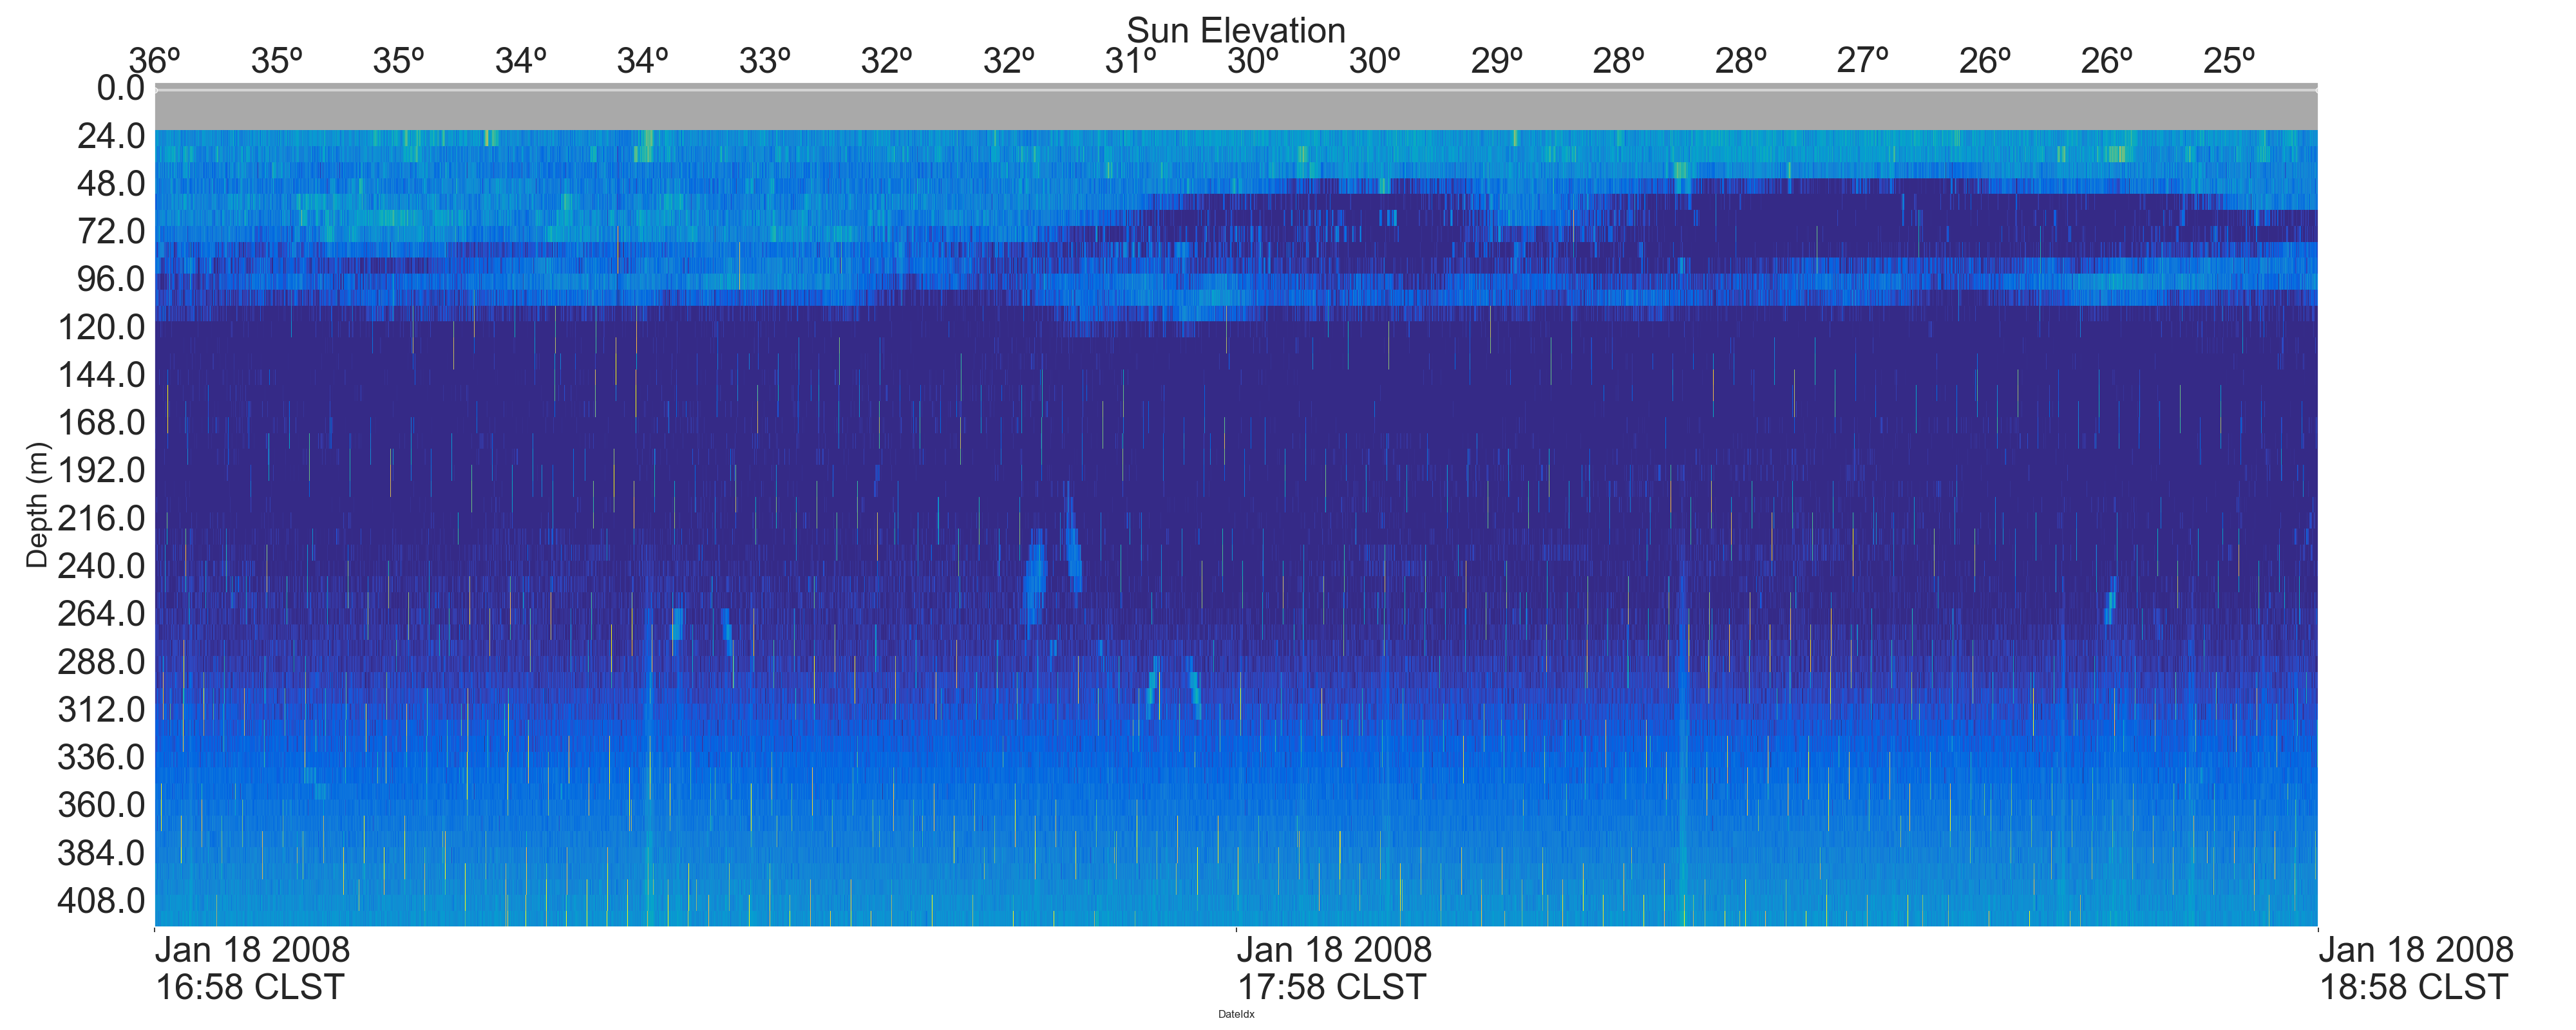 Sun Elevation
36º 35º 35º 34º 34º 33º 32º 32º 31º 30º 30º 29º 28º 28º 27º 26º 26º 25º
0.0
24.0
48.0
72.0
96.0
120.0
144.0
168.0
192.0
216.0
240.0
264.0
288.0
312.0
336.0
360.0
384.0
408.0
Depth (m)
Jan 18 2008
16:58 CLST
Jan 18 2008
17:58 CLST
Jan 18 2008
18:58 CLST
DateIdx